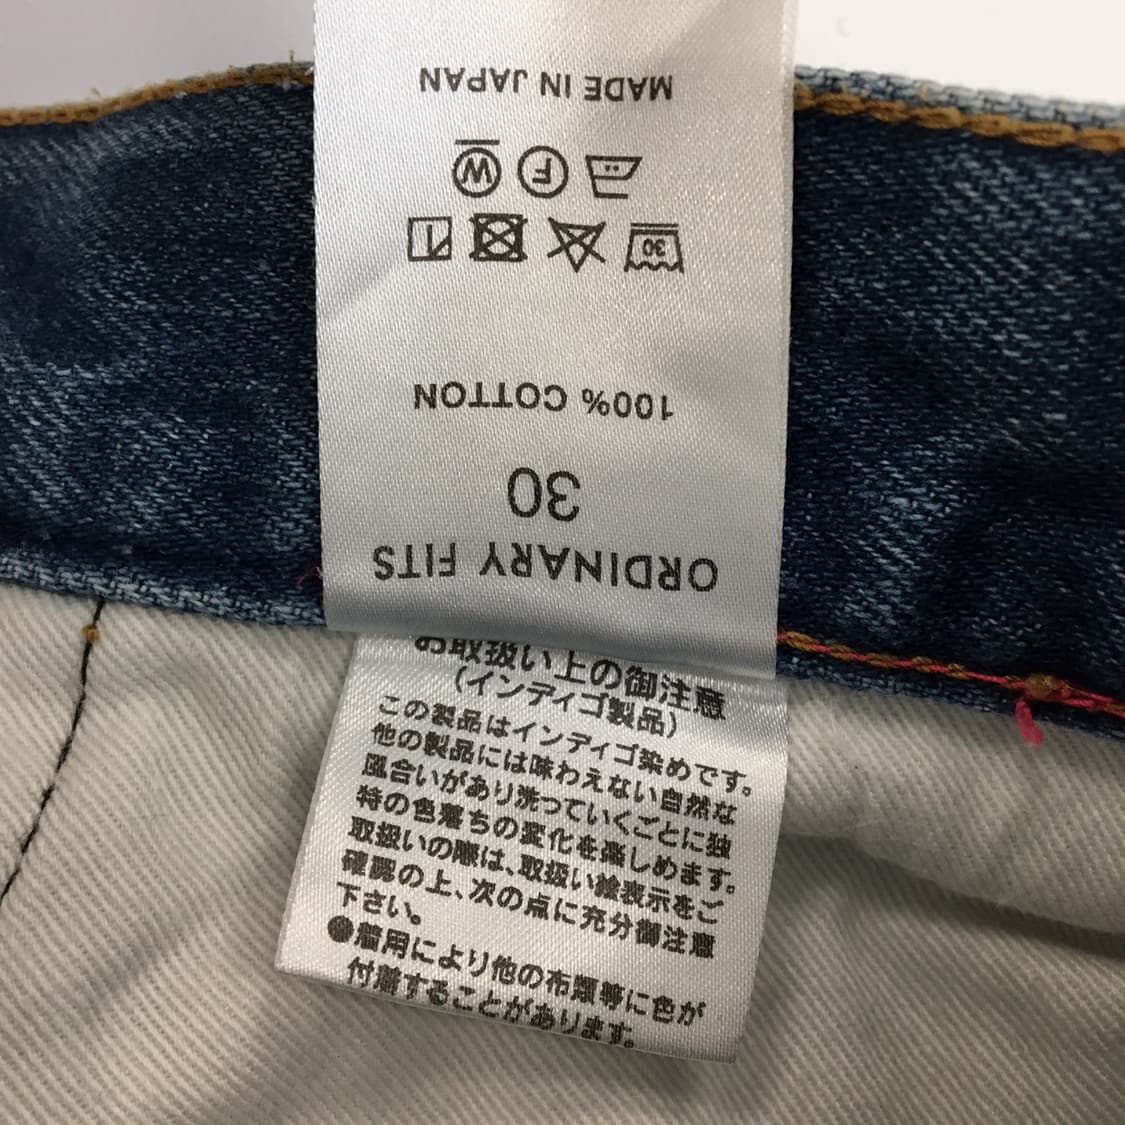 ORDINARY FITS
30
100% COTTON
30
F W
MADE IN JAPAN
お取扱い上の御注意
(インディゴ製品)
この製品はインディゴ染めです。
他の製品には味わえない自然な
風合いがあり洗っていくごとに独
特の色落ちの変化を楽しめます。
取扱いの際は、取扱い絵表示をご
確認の上、次の点に充分御注意
下さい。
●着用により他の布類等に色が
付着することがあります。